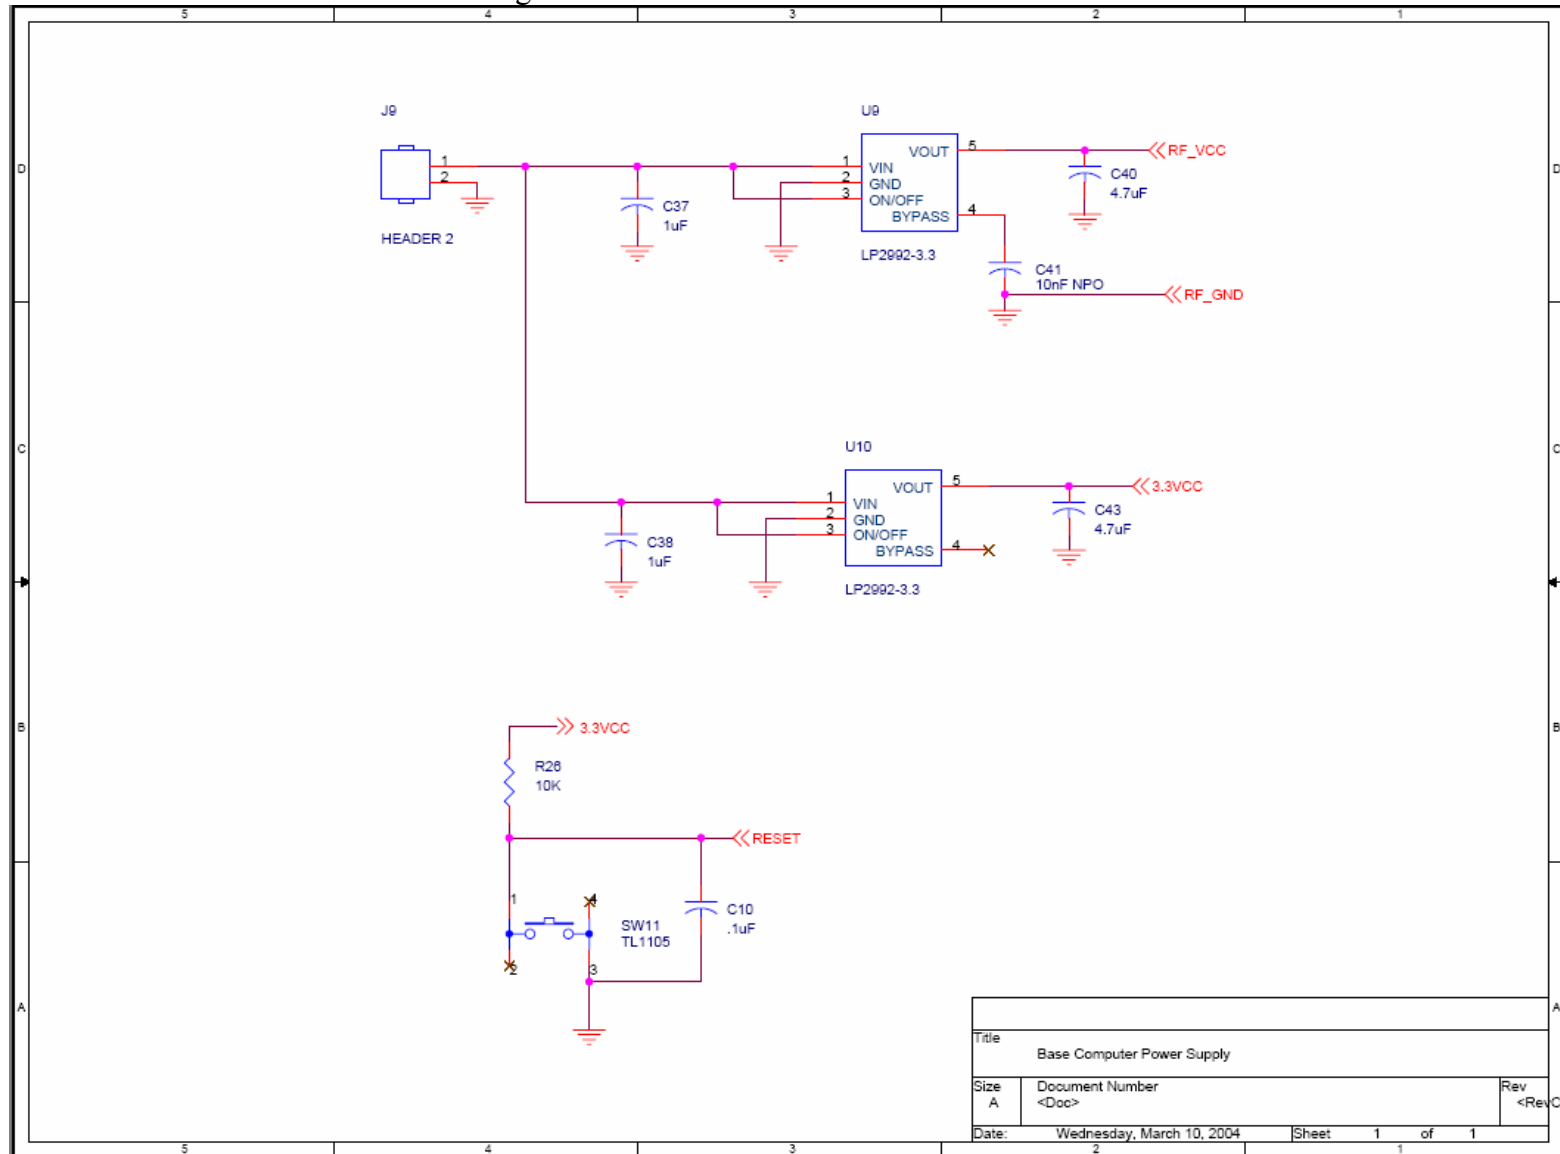 5 4 3 2 1
D
C
B
A
D
C
B
A
J9
1
2
HEADER 2
C37
1uF
U9
1
2
3
VIN
GND
ON/OFF
VOUT
BYPASS
5
4
LP2992-3.3
RF_VCC
C40
4.7uF
C41
10nF NPO
RF_GND
C38
1uF
U10
1
2
3
VIN
GND
ON/OFF
VOUT
BYPASS
5
4
LP2992-3.3
3.3VCC
C43
4.7uF
3.3VCC
R26
10K
RESET
1
2
4
3
SW11
TL1105
C10
.1uF
Title
Base Computer Power Supply
Size
A
Document Number
<Doc>
Rev
<RevC
Date: Wednesday, March 10, 2004 Sheet 1 of 1
5 4 3 2 1